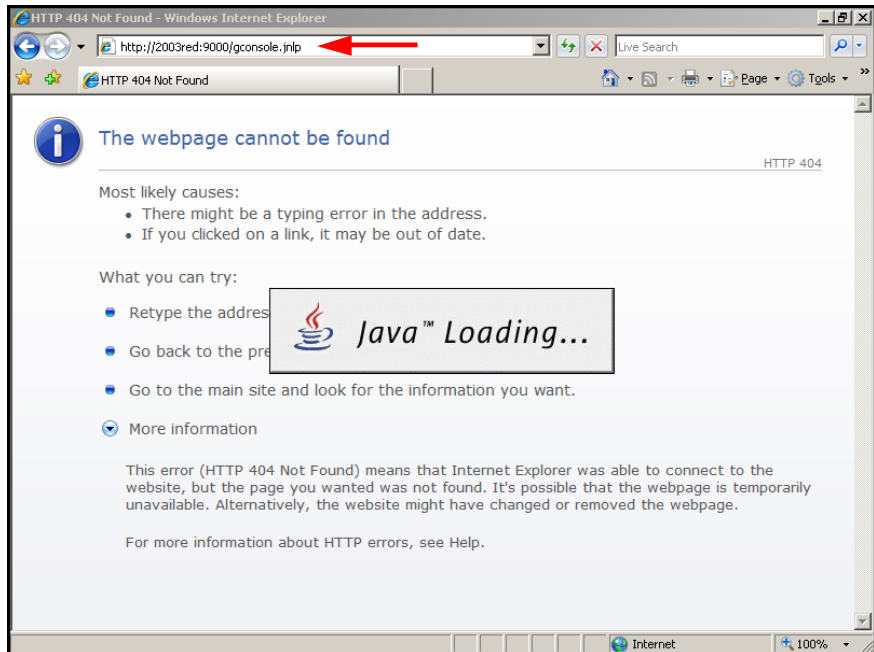 HTTP 404 Not Found - Windows Internet Explorer
http://2003red:9000/gconsole.jnlp
Live Search
HTTP 404 Not Found
Page
Tools
The webpage cannot be found
HTTP 404
Most likely causes:
• There might be a typing error in the address.
• If you clicked on a link, it may be out of date.
What you can try:
Retype the addres
Java™ Loading...
Go back to the pre
Go to the main site and look for the information you want.
More information
This error (HTTP 404 Not Found) means that Internet Explorer was able to connect to the
website, but the page you wanted was not found. It's possible that the webpage is temporarily
unavailable. Alternatively, the website might have changed or removed the webpage.
For more information about HTTP errors, see Help.
Internet
100%